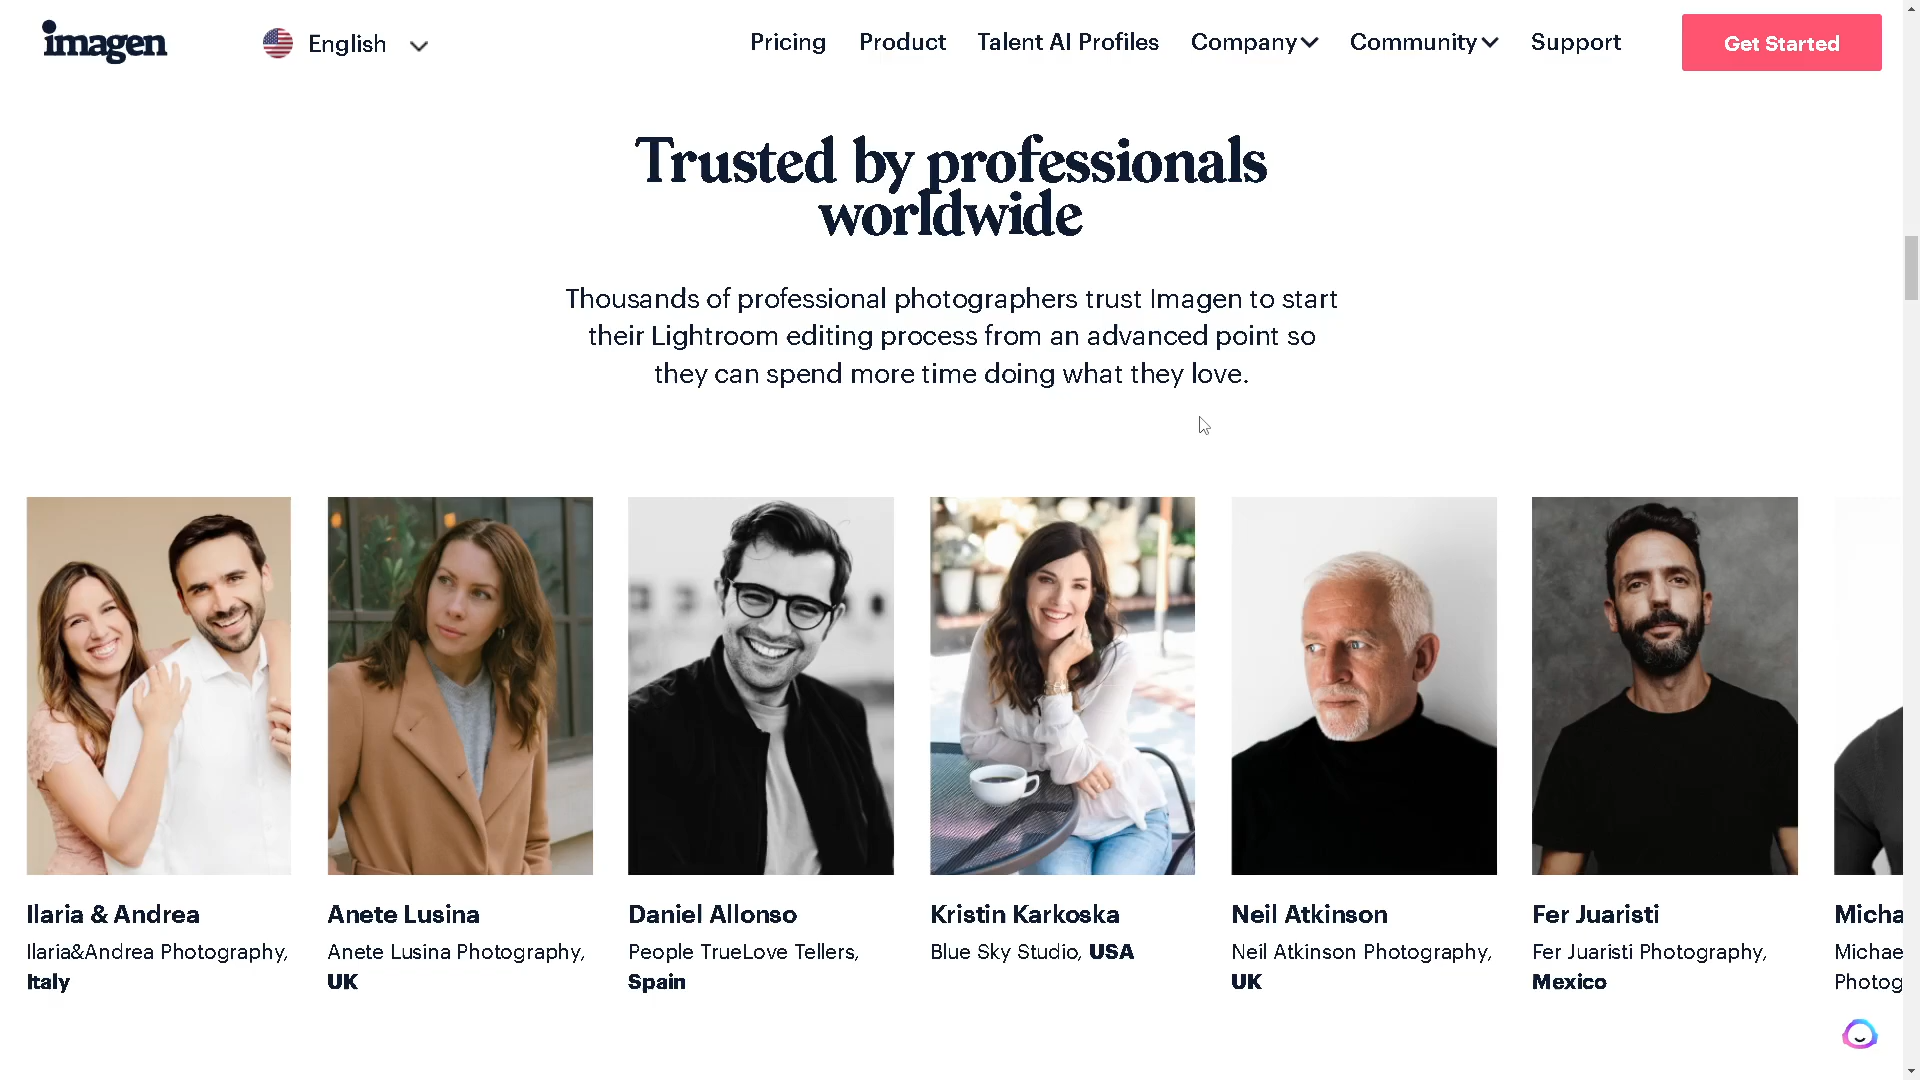 imagen
English
Pricing
Product
Talent AI Profiles
Company
Community
Support
Get Started
Trusted by professionals
worldwide
Thousands of professional photographers trust Imagen to start
their Lightroom editing process from an advanced point so
they can spend more time doing what they love.
Ilaria & Andrea
Ilaria&Andrea Photography,
Italy
Anete Lusina
Anete Lusina Photography,
UK
Daniel Allonso
People TrueLove Tellers,
Spain
Kristin Karkoska
Blue Sky Studio, USA
Neil Atkinson
Neil Atkinson Photography,
UK
Fer Juaristi
Fer Juaristi Photography,
Mexico
Micha
Michae
Photog